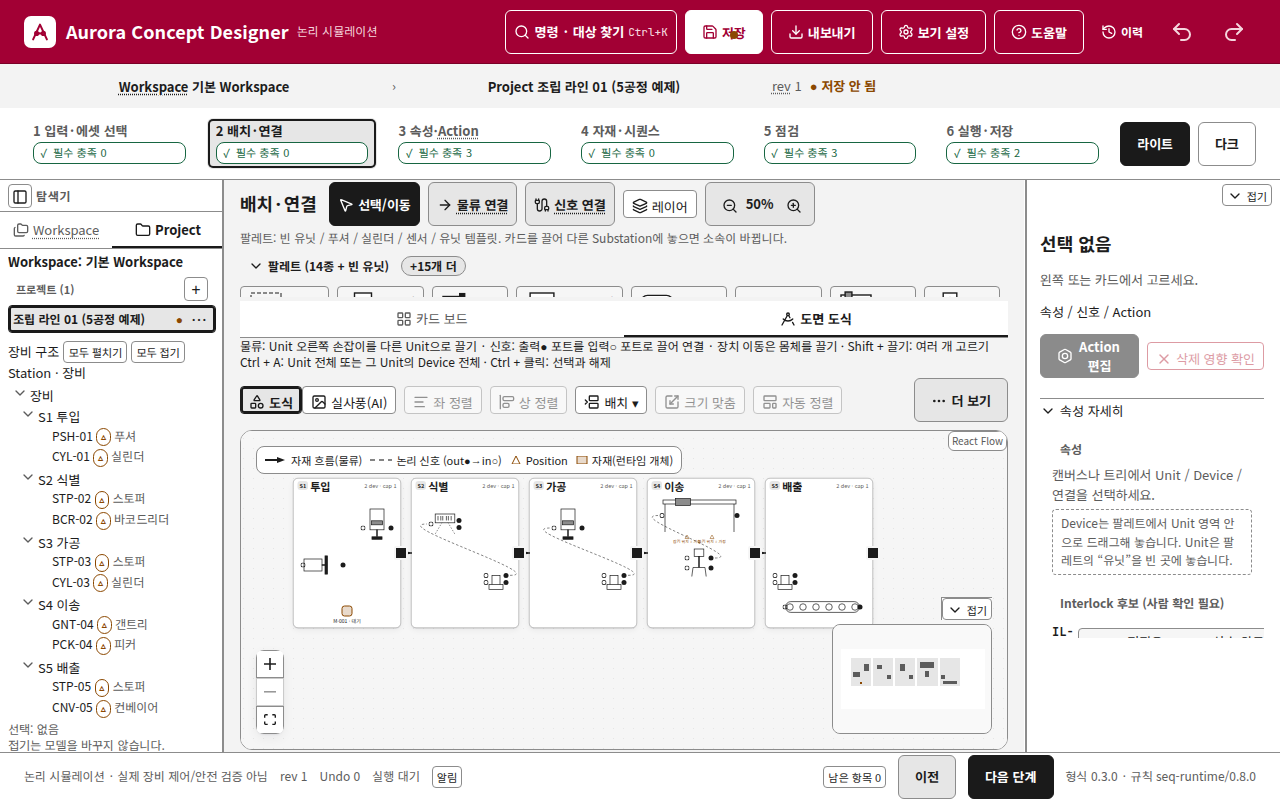 Aurora Concept Designer 논리 시뮬레이션
명령 · 대상 찾기 Ctrl+K
저장
내보내기
보기 설정
도움말
이력
Workspace 기본 Workspace
›
Project 조립 라인 01 (5공정 예제)
rev 1 ● 저장 안 됨
1 입력·에셋 선택
✓ 필수 충족 0
2 배치·연결
✓ 필수 충족 0
3 속성·Action
✓ 필수 충족 3
4 자재·시퀀스
✓ 필수 충족 0
5 점검
✓ 필수 충족 3
6 실행·저장
✓ 필수 충족 2
라이트
다크
탐색기
Workspace
Project
Workspace: 기본 Workspace
프로젝트 (1)
+
조립 라인 01 (5공정 예제) ● ⋯
장비 구조 모두 펼치기 모두 접기
Station · 장비
장비
S1 투입
PSH-01 푸셔
CYL-01 실린더
S2 식별
STP-02 스토퍼
BCR-02 바코드리더
S3 가공
STP-03 스토퍼
CYL-03 실린더
S4 이송
GNT-04 갠트리
PCK-04 피커
S5 배출
STP-05 스토퍼
CNV-05 컨베이어
선택: 없음
접기는 모델을 바꾸지 않습니다.
배치·연결
선택/이동
물류 연결
신호 연결
레이어
50%
팔레트: 빈 유닛 / 푸셔 / 실린더 / 센서 / 유닛 템플릿. 카드를 끌어 다른 Substation에 놓으면 소속이 바뀝니다.
팔레트 (14종 + 빈 유닛) +15개 더
카드 보드
도면 도식
물류: Unit 오른쪽 손잡이를 다른 Unit으로 끌기 · 신호: 출력● 포트를 입력○ 포트로 끌어 연결 · 장치 이동은 몸체를 끌기 · Shift + 끌기: 여러 개 고르기
Ctrl + A: Unit 전체 또는 그 Unit의 Device 전체 · Ctrl + 클릭: 선택과 해제
도식
실사풍(AI)
좌 정렬
상 정렬
배치 ▾
크기 맞춤
자동 정렬
⋯ 더 보기
React Flow
자재 흐름(물류) 논리 신호 (out●→in○) Position 자재(런타임 개체)
S1 투입 2 dev · cap 1
S2 식별 2 dev · cap 1
S3 가공 2 dev · cap 1
S4 이송 2 dev · cap 1
S5 배출 2 dev · cap 1
M-001 · 대기
접기
접기
선택 없음
왼쪽 또는 카드에서 고르세요.
속성 / 신호 / Action
Action
편집
삭제 영향 확인
속성 자세히
속성
캔버스나 트리에서 Unit / Device /
연결을 선택하세요.
Device는 팔레트에서 Unit 영역 안
으로 드래그해 놓습니다. Unit은 팔
레트의 “유닛”을 빈 곳에 놓습니다.
Interlock 후보 (사람 확인 필요)
IL-
논리 시뮬레이션 · 실제 장비 제어/안전 검증 아님 rev 1 Undo 0 실행 대기 알림
남은 항목 0
이전
다음 단계
형식 0.3.0 · 규칙 seq-runtime/0.8.0